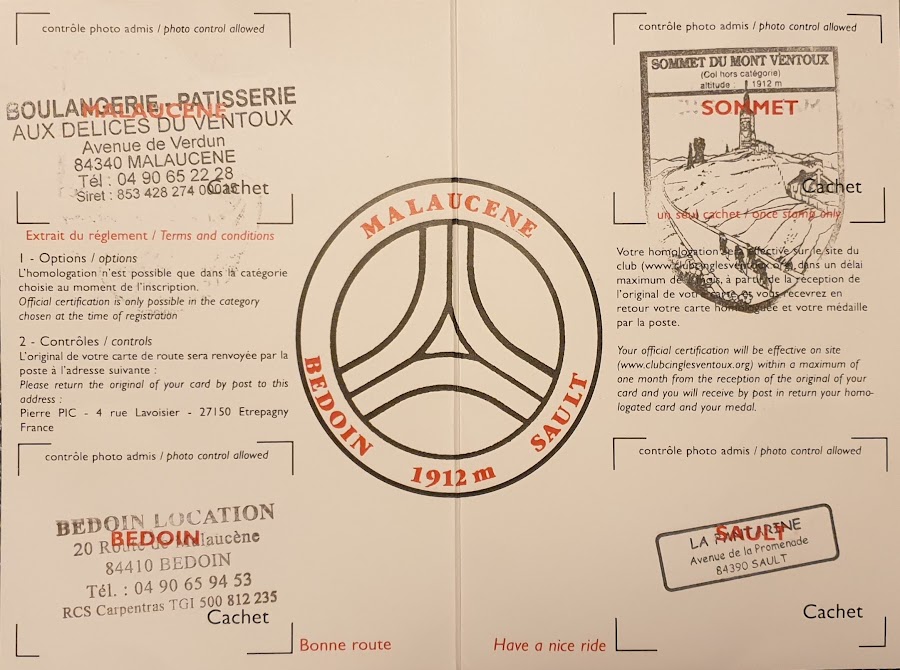 contrôle photo admis / photo control allowed
MALAUCENE
BOULANGERIE - PATISSERIE
AUX DELICES DU VENTOUX
Avenue de Verdun
84340 MALAUCENE
Tél : 04 90 65 22 28
Siret : 853 428 274
Cachet
Extrait du réglement / Terms and conditions
1 - Options / options
L'homologation n'est possible que dans la catégorie
choisie au moment de l'inscription.
Official certification is only possible in the category
chosen at the time of registration
2 - Contrôles / controls
L'original de votre carte de route sera renvoyée par la
poste à l'adresse suivante :
Please return the original of your card by post to this
address :
Pierre PIC - 4 rue Lavoisier - 27150 Etrepagny
France
contrôle photo admis / photo control allowed
BEDOIN
BEDOIN LOCATION
20 Route de Malaucène
84410 BEDOIN
Tél. : 04 90 65 94 53
RCS Carpentras TGI 500 812 235
Cachet
Bonne route
MALAUCENE
BEDOIN
SAULT
1912 m
contrôle photo admis / photo control allowed
SOMMET DU MONT VENTOUX
(Col hors catégorie)
altitude : 1912 m
SOMMET
Cachet
un seul cachet / once stamp only
Votre homologation sera effective sur le site du
club (www.clubcinglesventoux.org) dans un délai
maximum de mois, à partir de la réception de
l'original de votre carte et vous recevrez en
retour votre carte homologuée et votre médaille
par la poste.
Your official certification will be effective on site
(www.clubcinglesventoux.org) within a maximum of
one month from the reception of the original of your
card and you will receive by post in return your homo-
logated card and your medal.
contrôle photo admis / photo control allowed
SAULT
LA
Avenue de la Promenade
84390 SAULT
Cachet
Have a nice ride